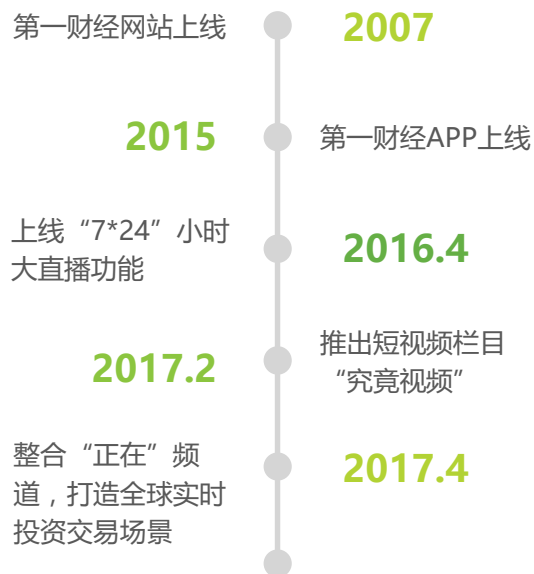 第一财经网站上线
2007
2015
第一财经APP上线
上线“7*24”小时
大直播功能
2016.4
2017.2
推出短视频栏目
“究竟视频”
整合“正在”频
道，打造全球实时
投资交易场景
2017.4